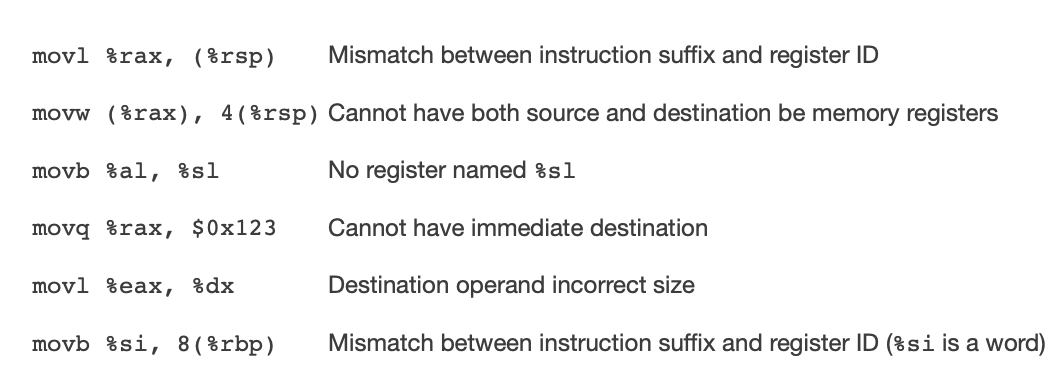 movl %rax, (%rsp) Mismatch between instruction suffix and register ID
movw (%rax), 4(%rsp) Cannot have both source and destination be memory registers
movb %al, %sl No register named %sl
movq %rax, $0x123 Cannot have immediate destination
movl %eax, %dx Destination operand incorrect size
movb %si, 8(%rbp) Mismatch between instruction suffix and register ID (%si is a word)